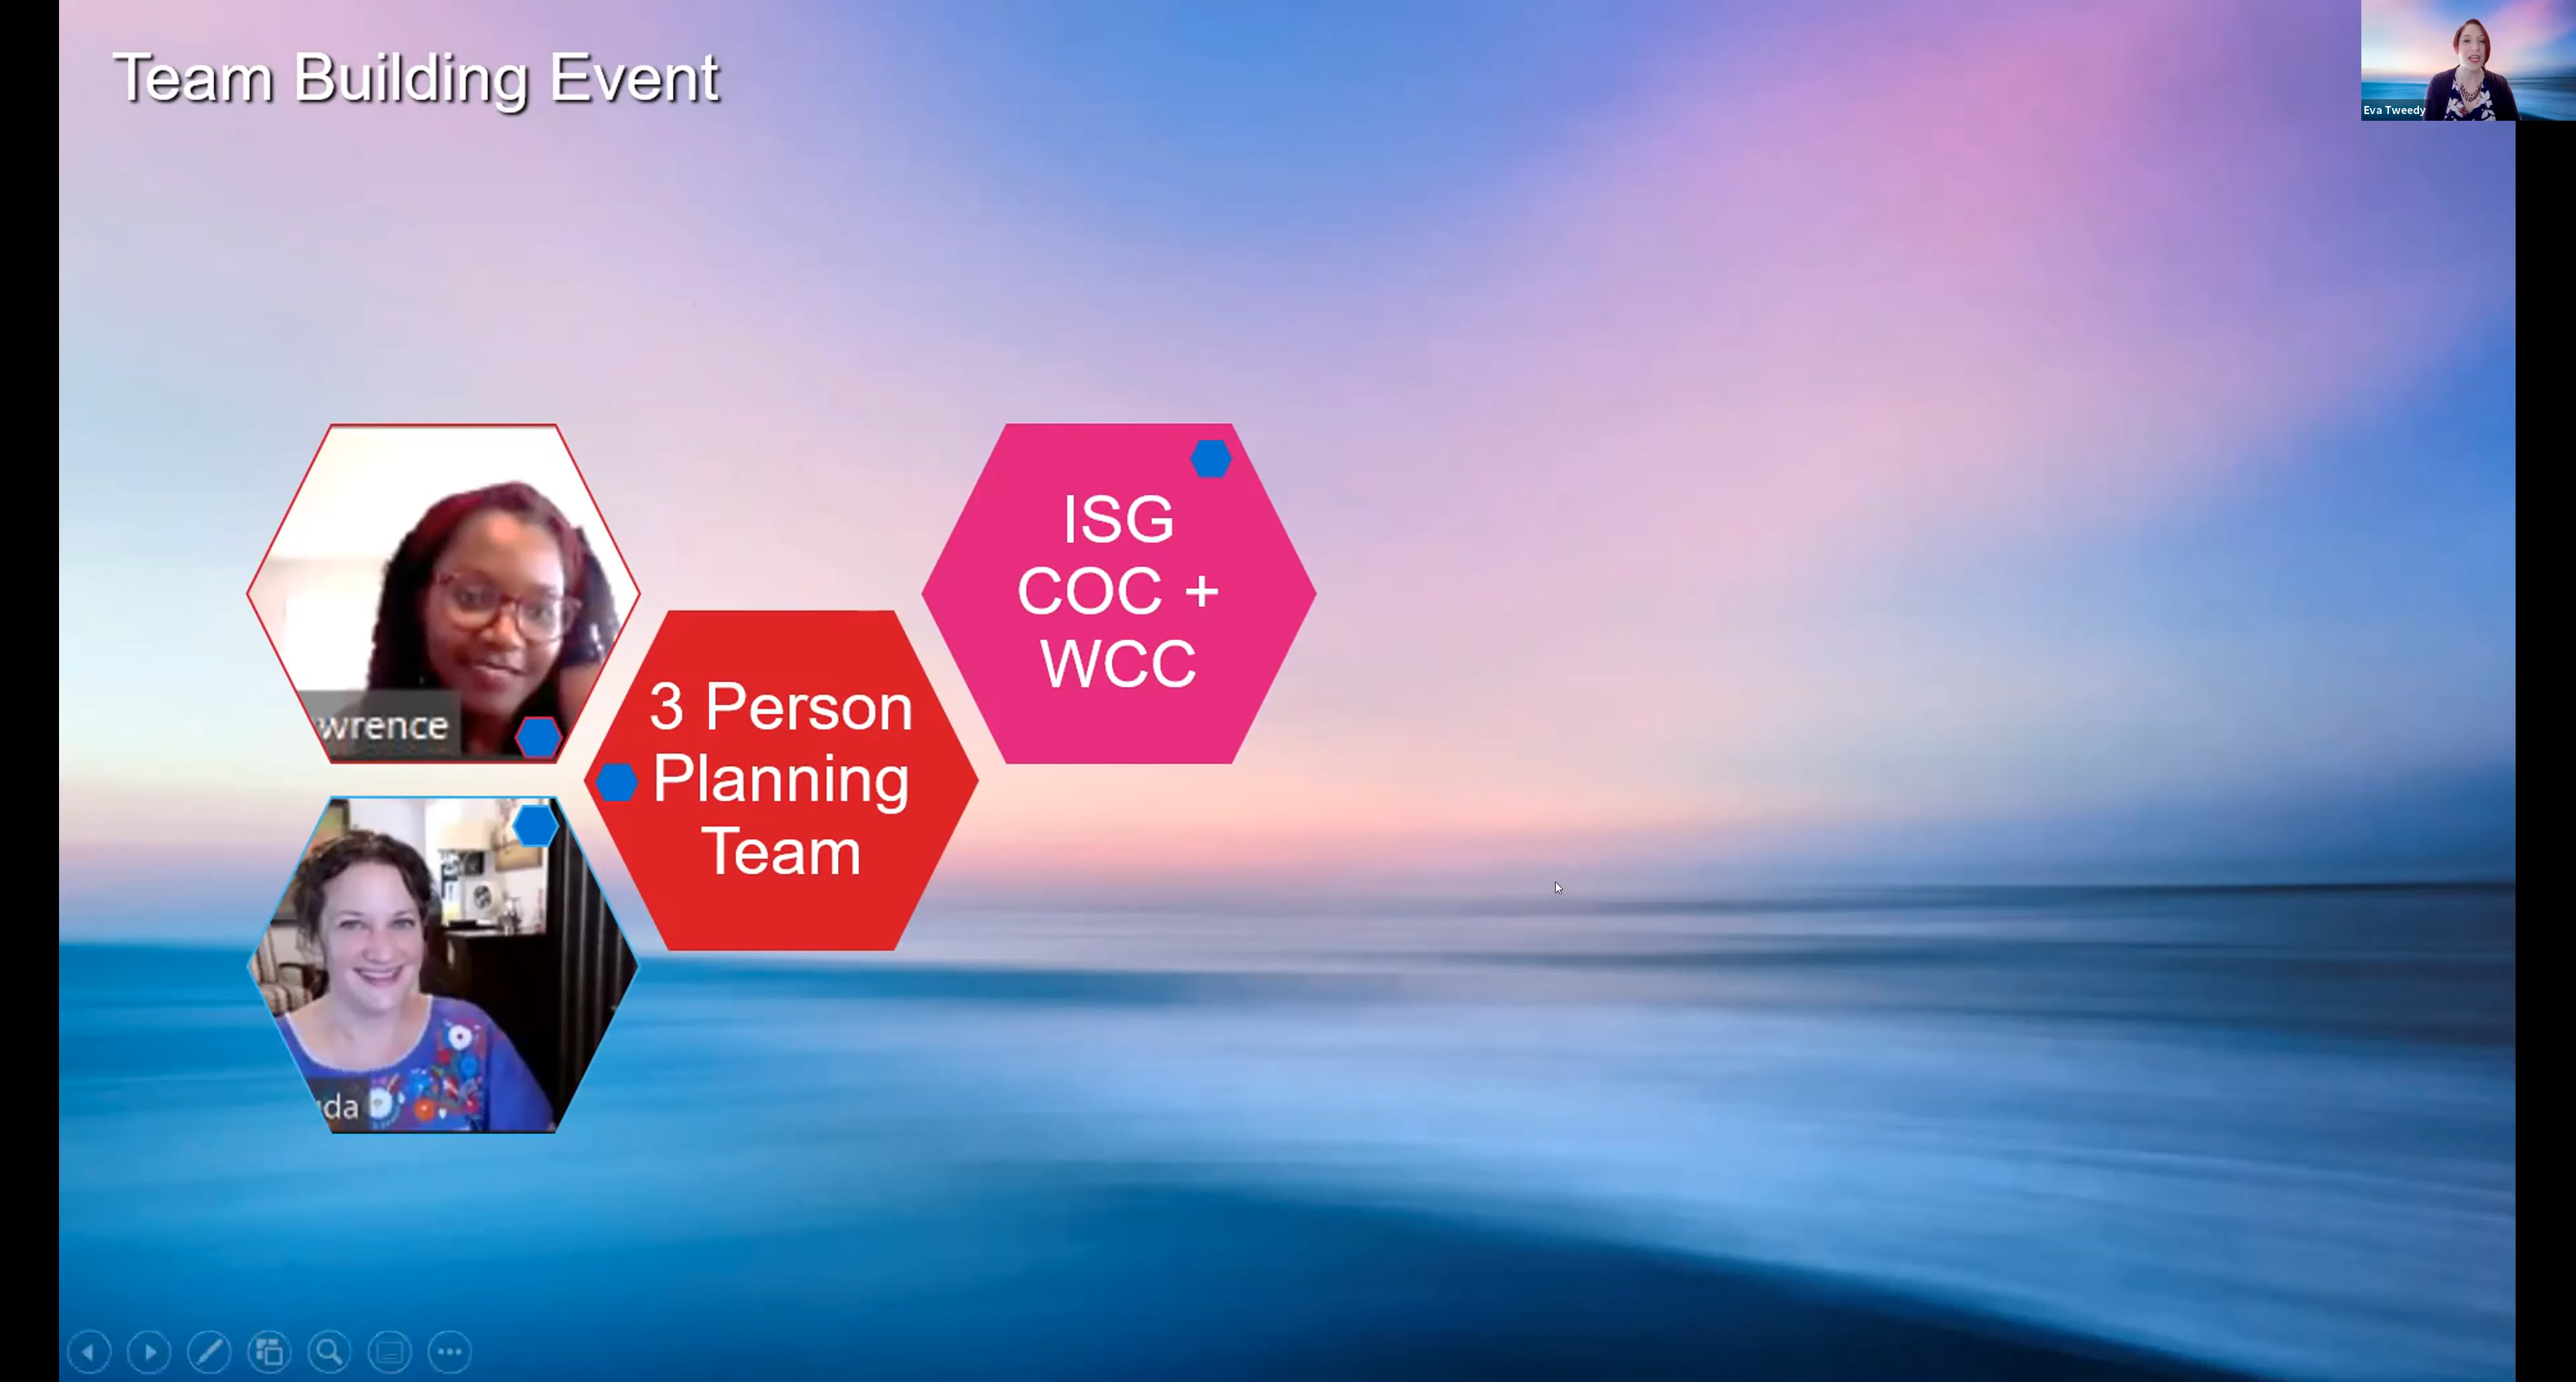 Team Building Event
Eva Tweedy
wrence
3 Person
Planning
Team
ISG
COC +
WCC
da